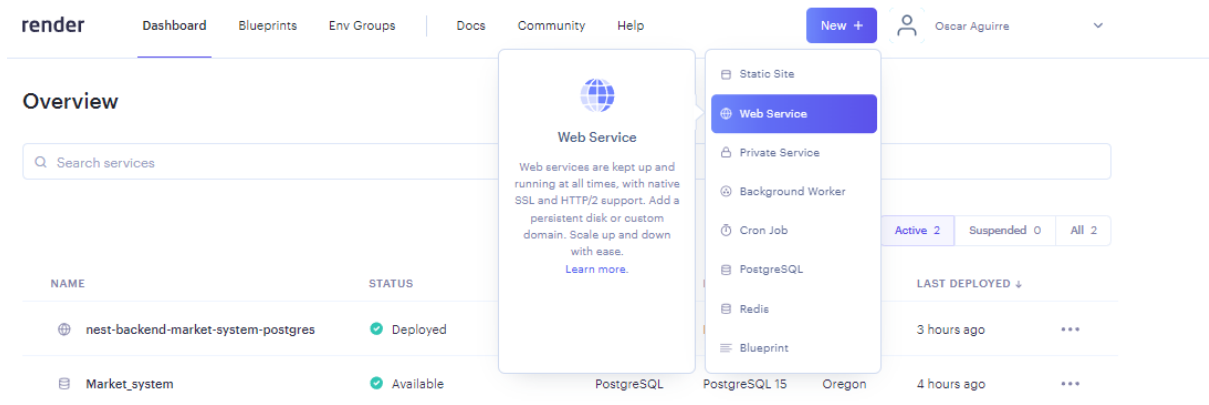 render Dashboard Blueprints Env Groups Docs Community Help New + Oscar Aguirre
Overview
Search services
Web Service
Web services are kept up and
running at all times, with native
SSL and HTTP/2 support. Add a
persistent disk or custom
domain. Scale up and down
with ease.
Learn more.
Static Site
Web Service
Private Service
Background Worker
Cron Job
PostgreSQL
Redis
Blueprint
Active 2 Suspended 0 All 2
NAME STATUS LAST DEPLOYED ↓
nest-backend-market-system-postgres Deployed 3 hours ago
Market_system Available PostgreSQL PostgreSQL 15 Oregon 4 hours ago